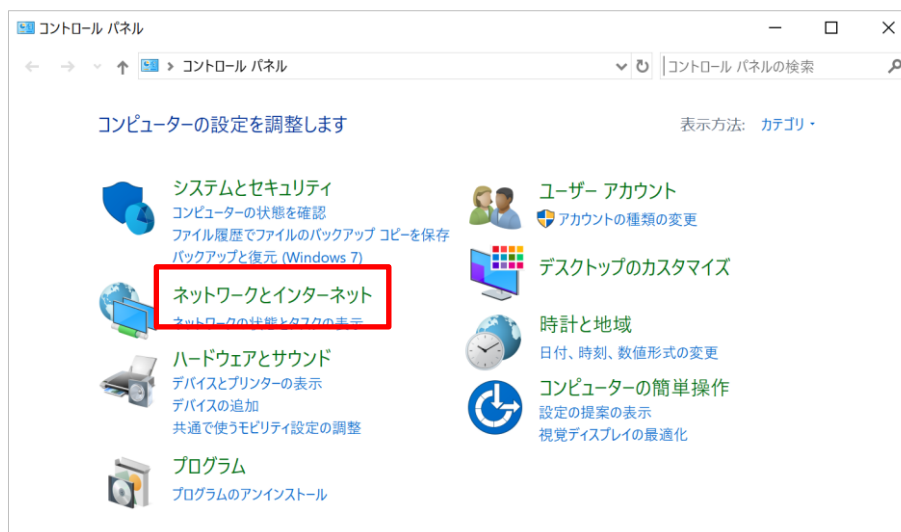 コントロール パネル
コントロール パネル
コントロール パネルの検索
コンピューターの設定を調整します
表示方法: カテゴリ
システムとセキュリティ
コンピューターの状態を確認
ファイル履歴でファイルのバックアップ コピーを保存
バックアップと復元 (Windows 7)
ネットワークとインターネット
ネットワークの状態とタスクの表示
ハードウェアとサウンド
デバイスとプリンターの表示
デバイスの追加
共通で使うモビリティ設定の調整
プログラム
プログラムのアンインストール
ユーザー アカウント
アカウントの種類の変更
デスクトップのカスタマイズ
時計と地域
日付、時刻、数値形式の変更
コンピューターの簡単操作
設定の提案の表示
視覚ディスプレイの最適化